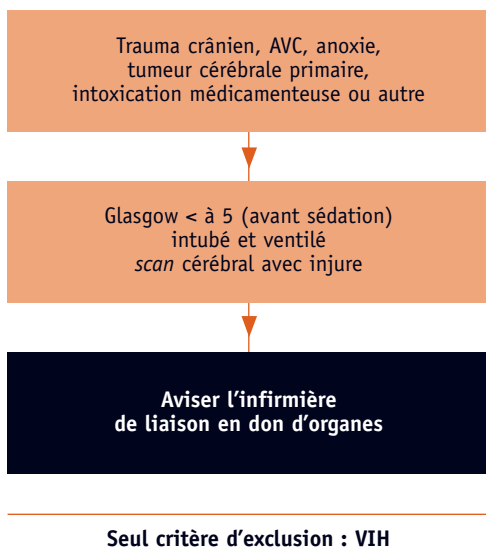 Trauma crânien, AVC, anoxie,
tumeur cérébrale primaire,
intoxication médicamenteuse ou autre
Glasgow < à 5 (avant sédation)
intubé et ventilé
scan cérébral avec injure
Aviser l’infirmière
de liaison en don d’organes
Seul critère d’exclusion : VIH